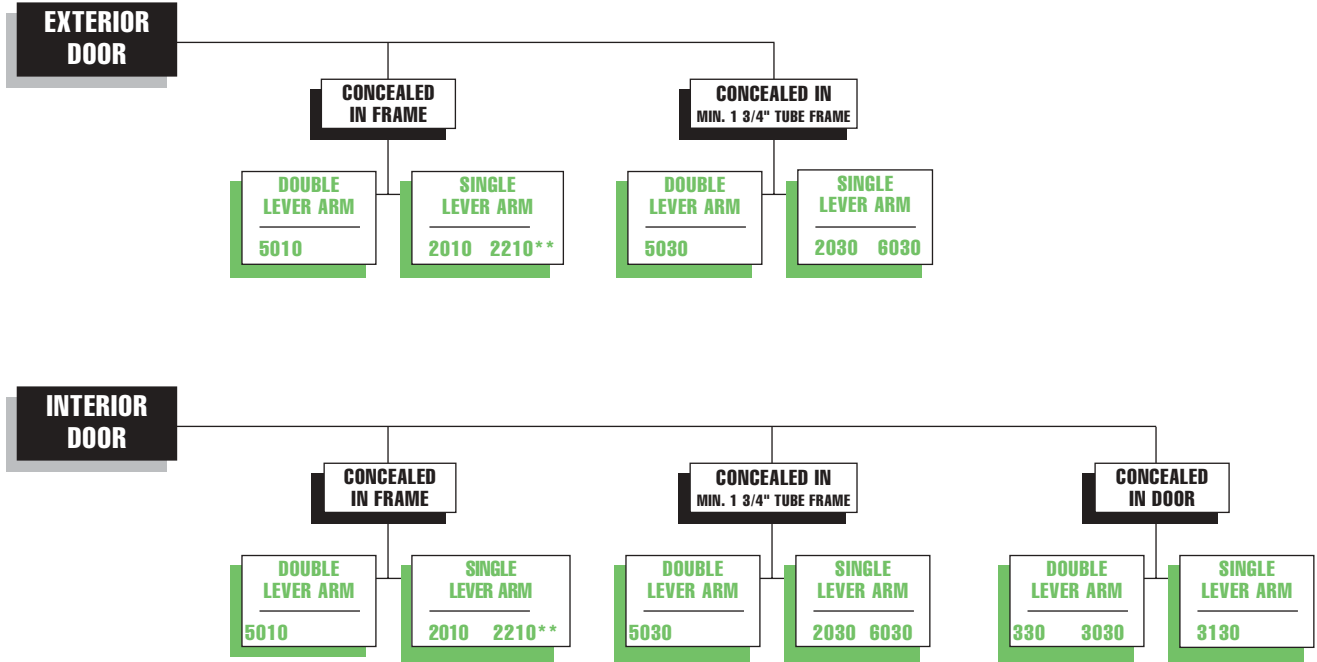 EXTERIOR
DOOR
CONCEALED
IN FRAME
DOUBLE
LEVER ARM
5010
SINGLE
LEVER ARM
2010 2210**
CONCEALED IN
MIN. 1 3/4" TUBE FRAME
DOUBLE
LEVER ARM
5030
SINGLE
LEVER ARM
2030 6030
INTERIOR
DOOR
CONCEALED
IN FRAME
DOUBLE
LEVER ARM
5010
SINGLE
LEVER ARM
2010 2210**
CONCEALED IN
MIN. 1 3/4" TUBE FRAME
DOUBLE
LEVER ARM
5030
SINGLE
LEVER ARM
2030 6030
CONCEALED
IN DOOR
DOUBLE
LEVER ARM
330 3030
SINGLE
LEVER ARM
3130